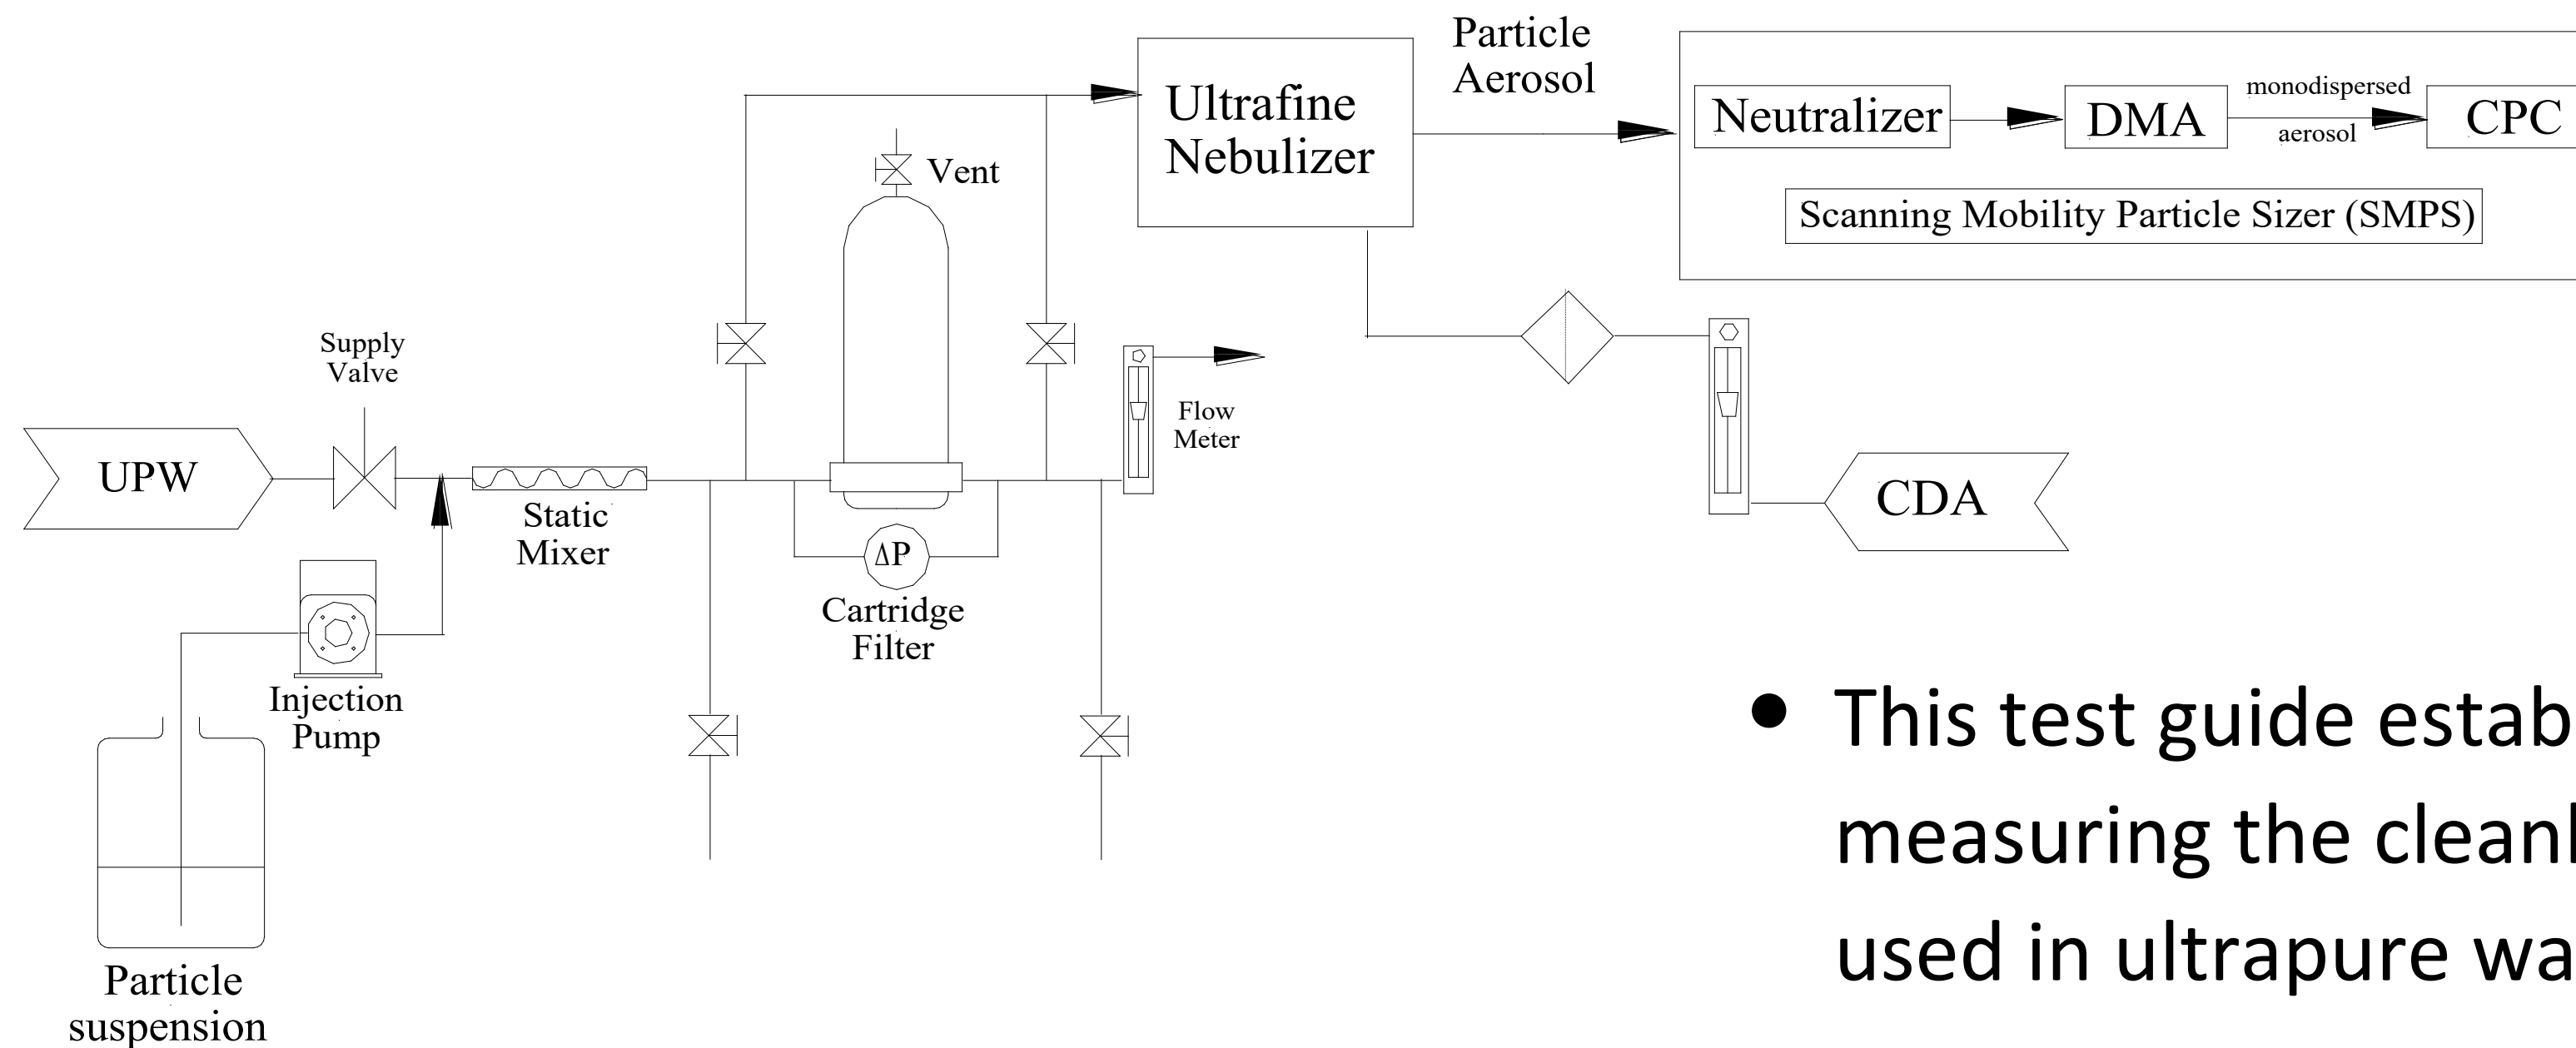 Particle
Aerosol
Ultrafine
Nebulizer
Neutralizer
DMA
monodispersed
aerosol
CPC
Scanning Mobility Particle Sizer (SMPS)
Vent
Supply
Valve
UPW
Static
Mixer
Flow
Meter
CDA
ΔP
Cartridge
Filter
Injection
Pump
Particle
suspension
• This test guide estab
measuring the cleanl
used in ultrapure wa